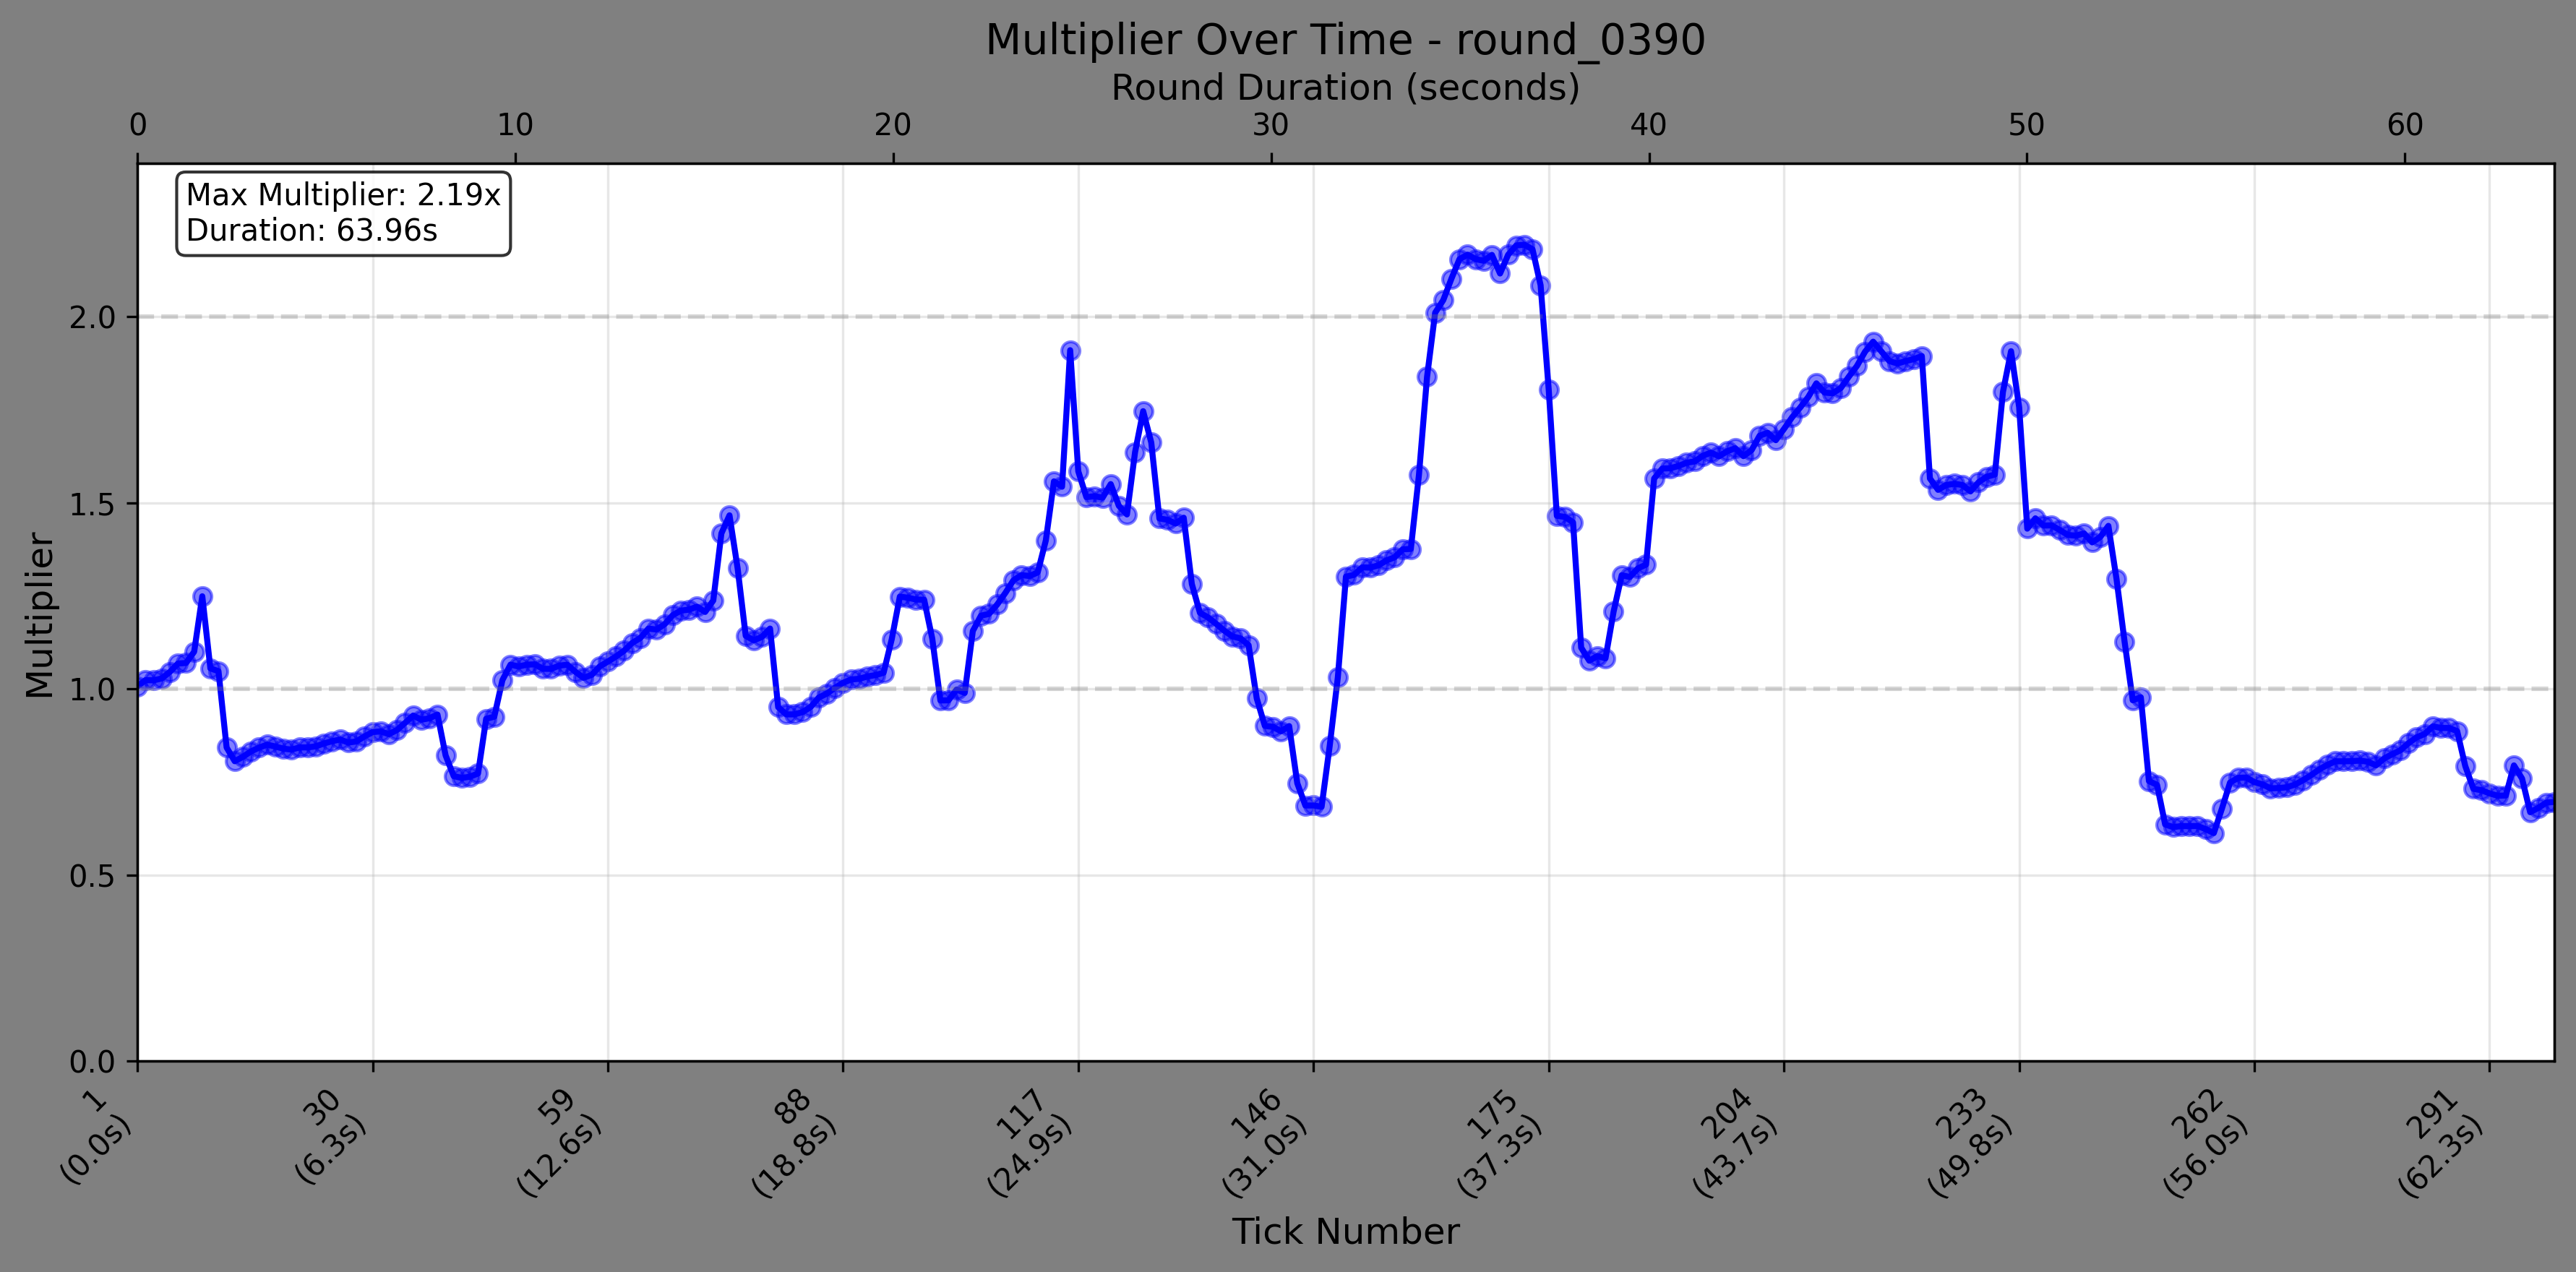 Multiplier Over Time - round_0390
Round Duration (seconds)
0 10 20 30 40 50 60
Max Multiplier: 2.19x
Duration: 63.96s
Multiplier
2.0
1.5
1.0
0.5
0.0
1
(0.0s)
30
(6.3s)
59
(12.6s)
88
(18.8s)
117
(24.9s)
146
(31.0s)
175
(37.3s)
204
(43.7s)
233
(49.8s)
262
(56.0s)
291
(62.3s)
Tick Number